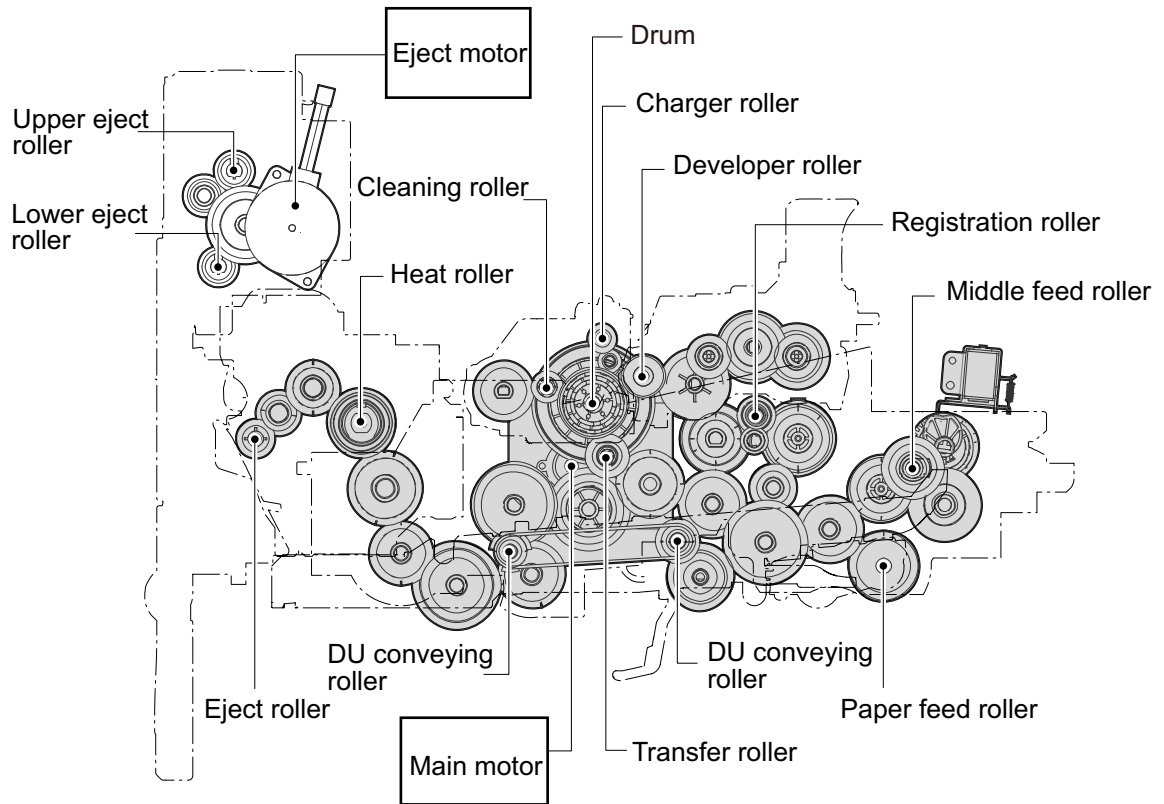 Drum
Eject motor
Charger roller
Upper eject
roller
Developer roller
Cleaning roller
Lower eject
roller
Registration roller
Heat roller
Middle feed roller
DU conveying
roller
DU conveying
roller
Eject roller
Paper feed roller
Main motor
Transfer roller